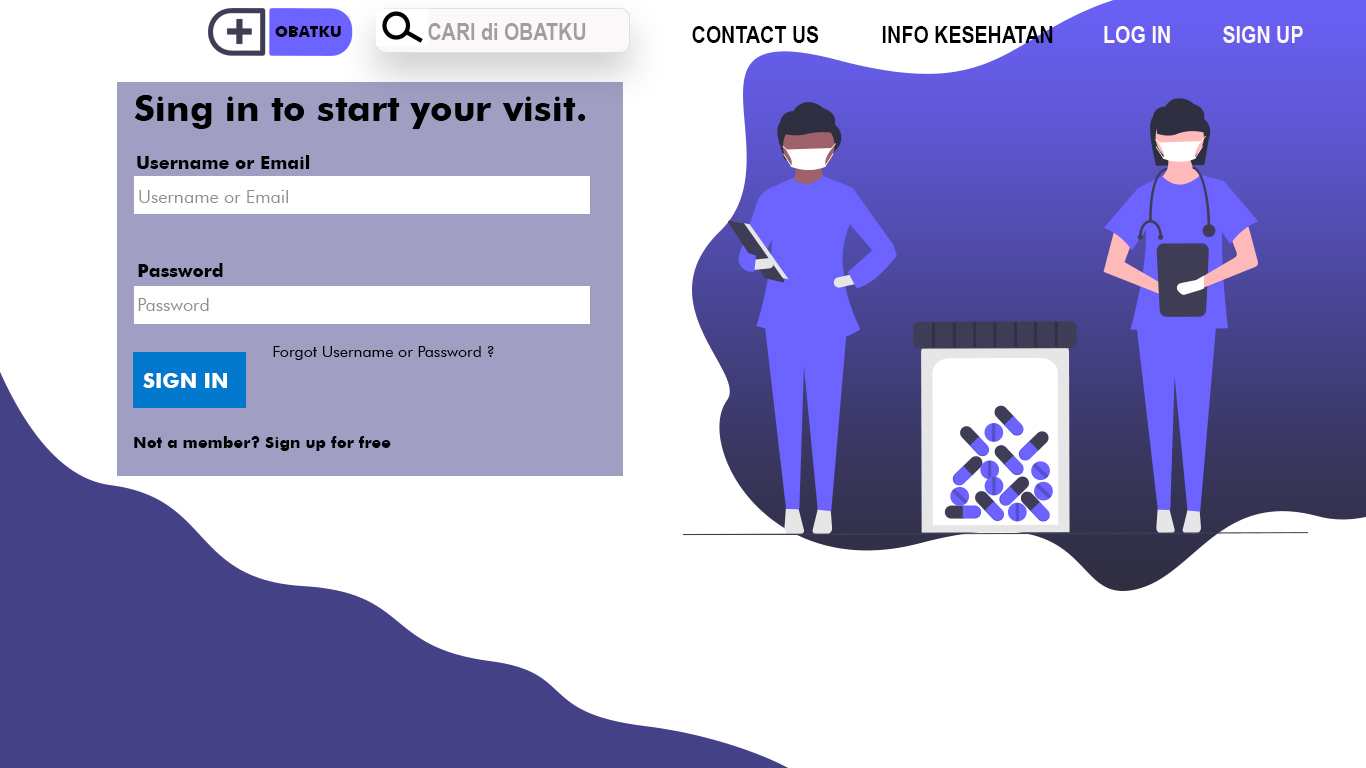 OBATKU
CARI di OBATKU
CONTACT US
INFO KESEHATAN
LOG IN
SIGN UP
Sing in to start your visit.
Username or Email
Username or Email
Password
Password
Forgot Username or Password ?
SIGN IN
Not a member? Sign up for free